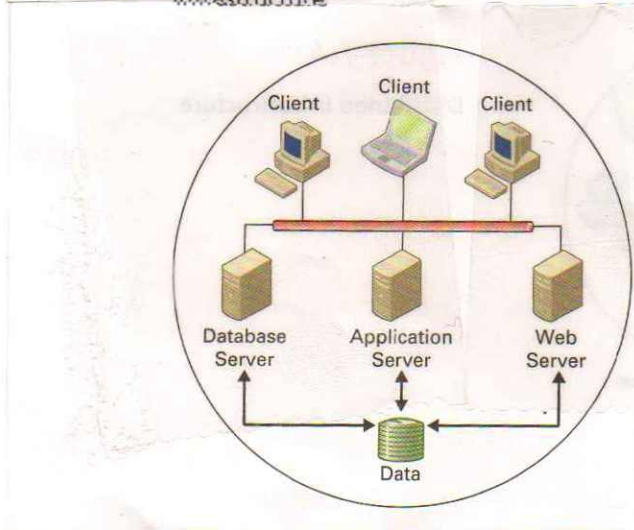 Client
Client
Client
Database
Server
Application
Server
Web
Server
Data